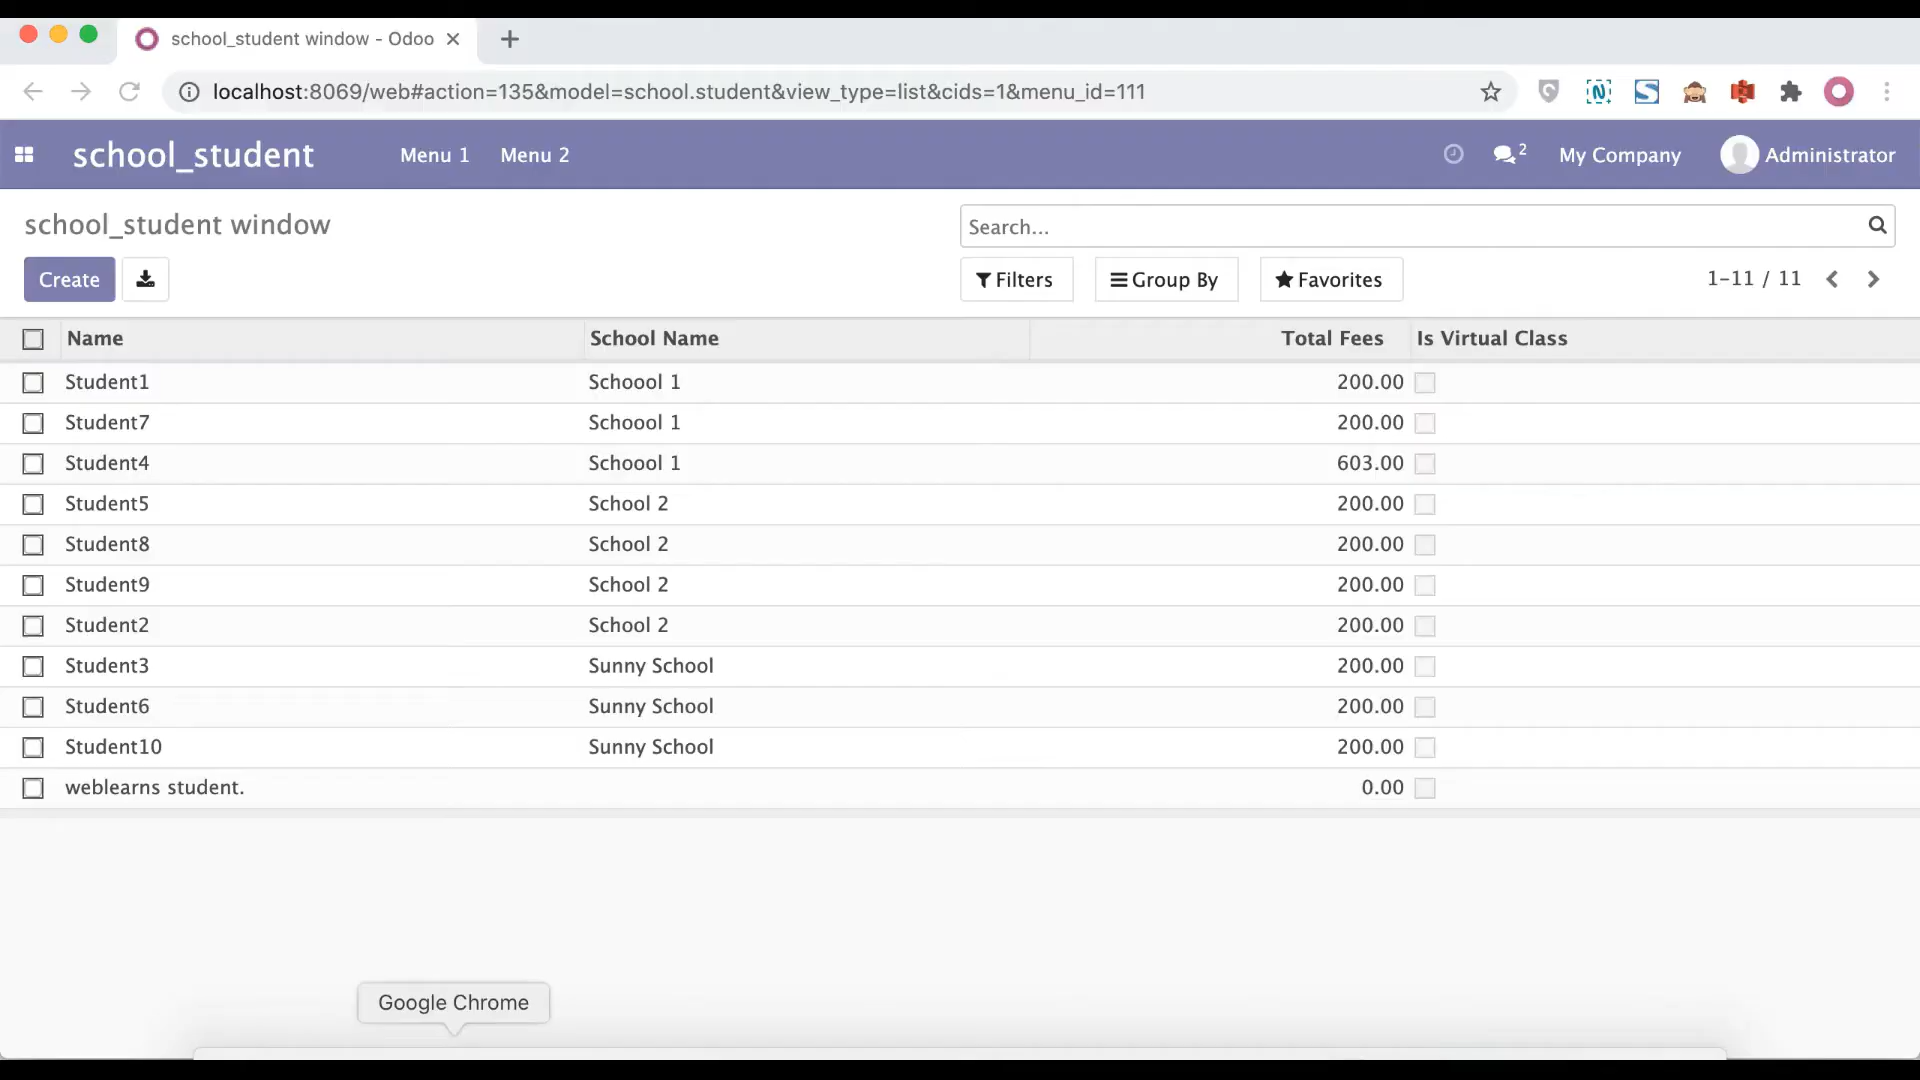 school_student window - Odoo
localhost:8069/web#action=135&model=school.student&view_type=list&cids=1&menu_id=111
school_student Menu 1 Menu 2 2 My Company Administrator
school_student window
Search...
Create Filters Group By Favorites 1-11 / 11
Name School Name Total Fees Is Virtual Class
Student1 Schoool 1 200.00
Student7 Schoool 1 200.00
Student4 Schoool 1 603.00
Student5 School 2 200.00
Student8 School 2 200.00
Student9 School 2 200.00
Student2 School 2 200.00
Student3 Sunny School 200.00
Student6 Sunny School 200.00
Student10 Sunny School 200.00
weblearns student. 0.00
Google Chrome